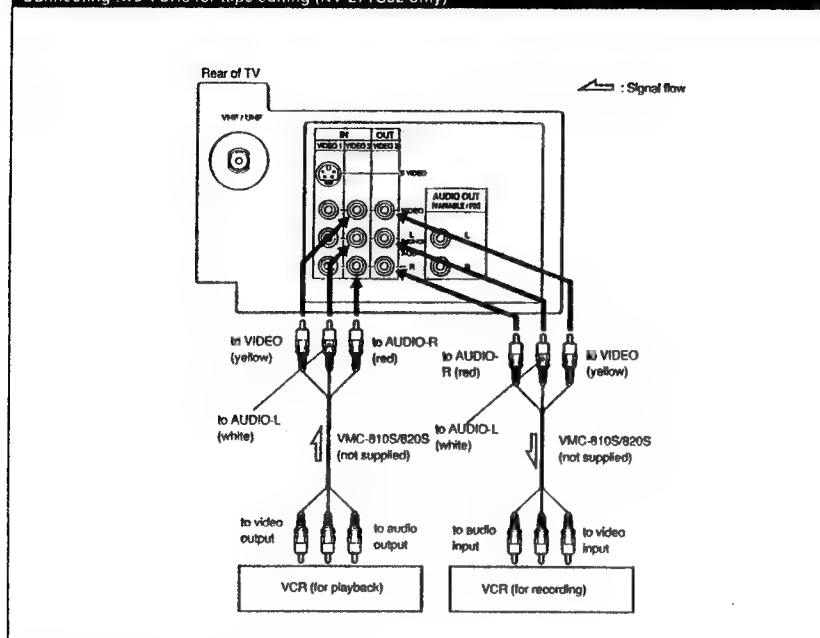 Rear of TV
: Signal flow
VHF / UHF
IN
OUT
VIDEO 1
VIDEO 2
S VIDEO
VIDEO
AUDIO OUT
(VARIABLE / FIX)
L
L
R
R
to VIDEO
(yellow)
to AUDIO-R
(red)
to AUDIO-L
(white)
VMC-810S/820S
(not supplied)
to AUDIO-
R (red)
to VIDEO
(yellow)
to AUDIO-L
(white)
VMC-810S/820S
(not supplied)
to video
output
to audio
output
to audio
input
to video
input
VCR (for playback)
VCR (for recording)